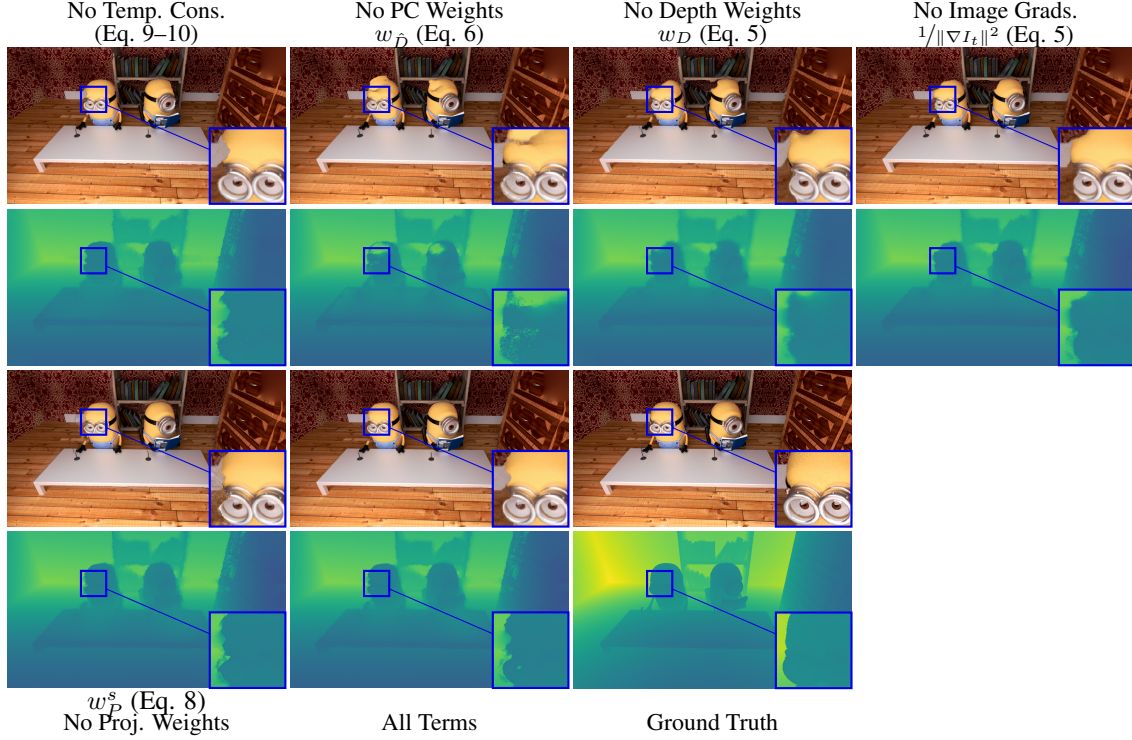 No Temp. Cons.
(Eq. 9–10)
No PC Weights
w_D̂ (Eq. 6)
No Depth Weights
w_D (Eq. 5)
No Image Grads.
1/‖∇I_t‖² (Eq. 5)
w_P^s (Eq. 8)
No Proj. Weights
All Terms
Ground Truth